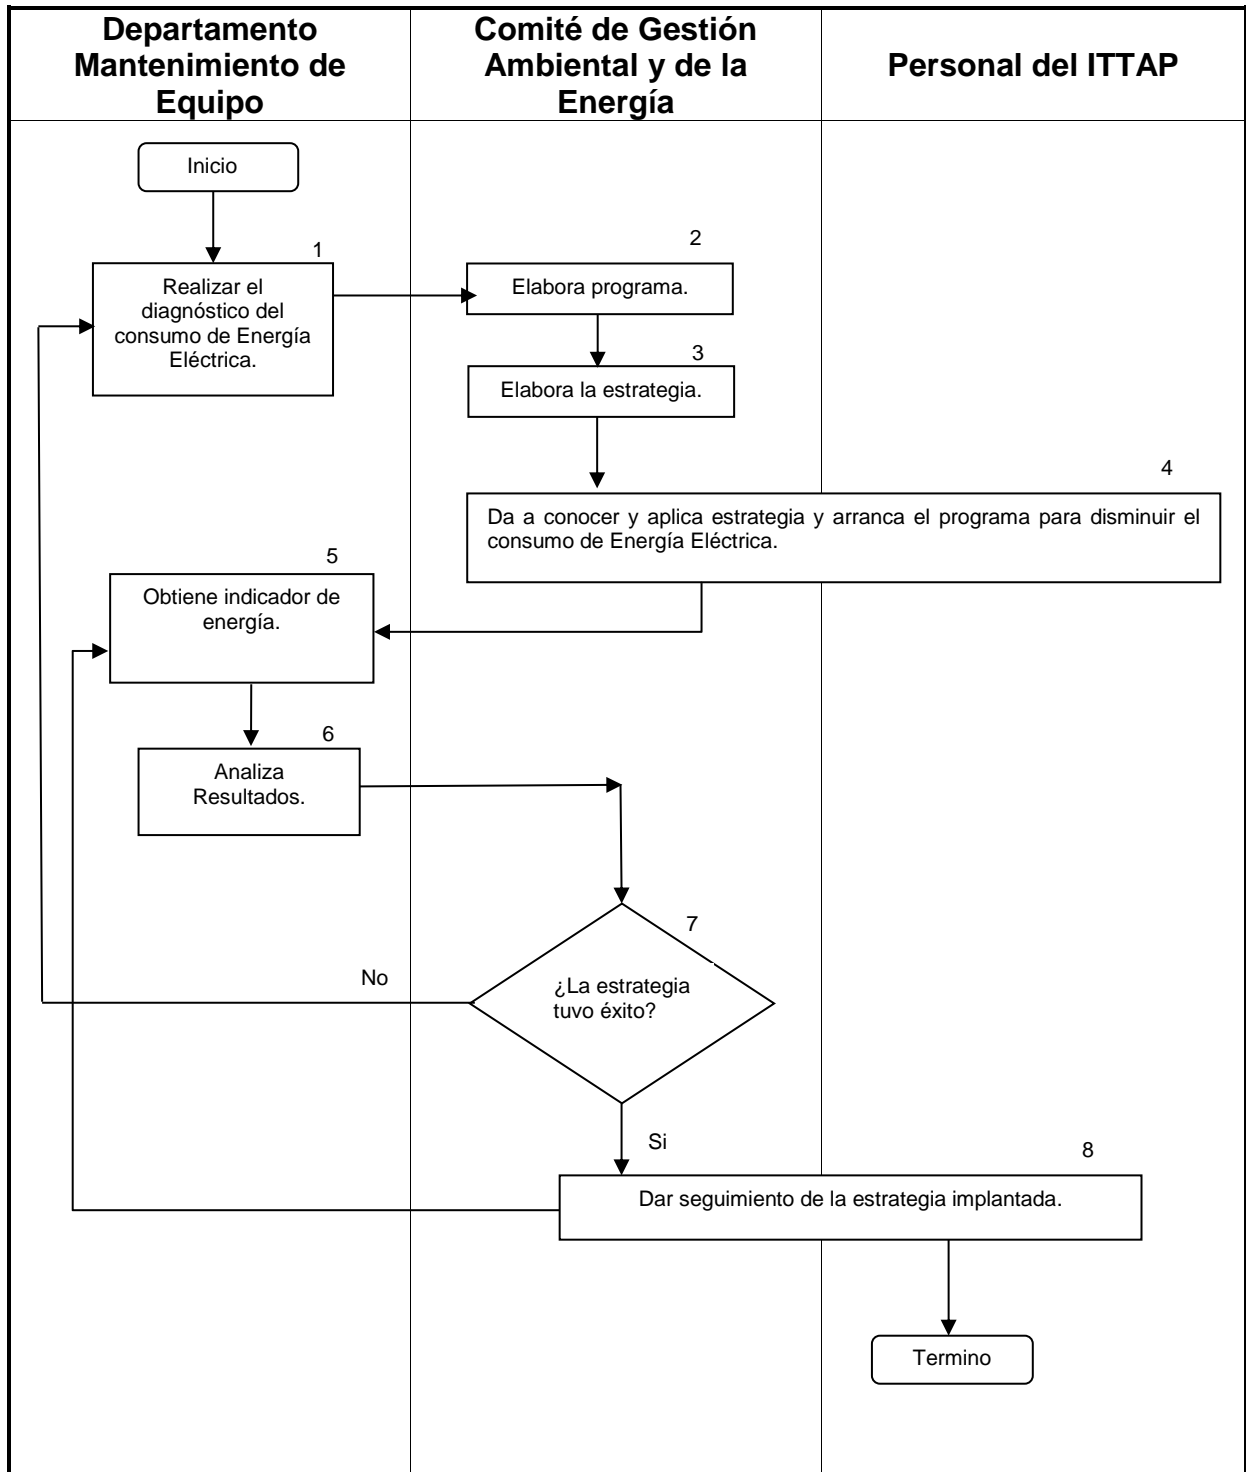 Departamento
Mantenimiento de
Equipo
Comité de Gestión
Ambiental y de la
Energía
Personal del ITTAP
Inicio
1
Realizar el
diagnóstico del
consumo de Energía
Eléctrica.
2
Elabora programa.
3
Elabora la estrategia.
4
Da a conocer y aplica estrategia y arranca el programa para disminuir el
consumo de Energía Eléctrica.
5
Obtiene indicador de
energía.
6
Analiza
Resultados.
7
¿La estrategia
tuvo éxito?
No
Si
8
Dar seguimiento de la estrategia implantada.
Termino